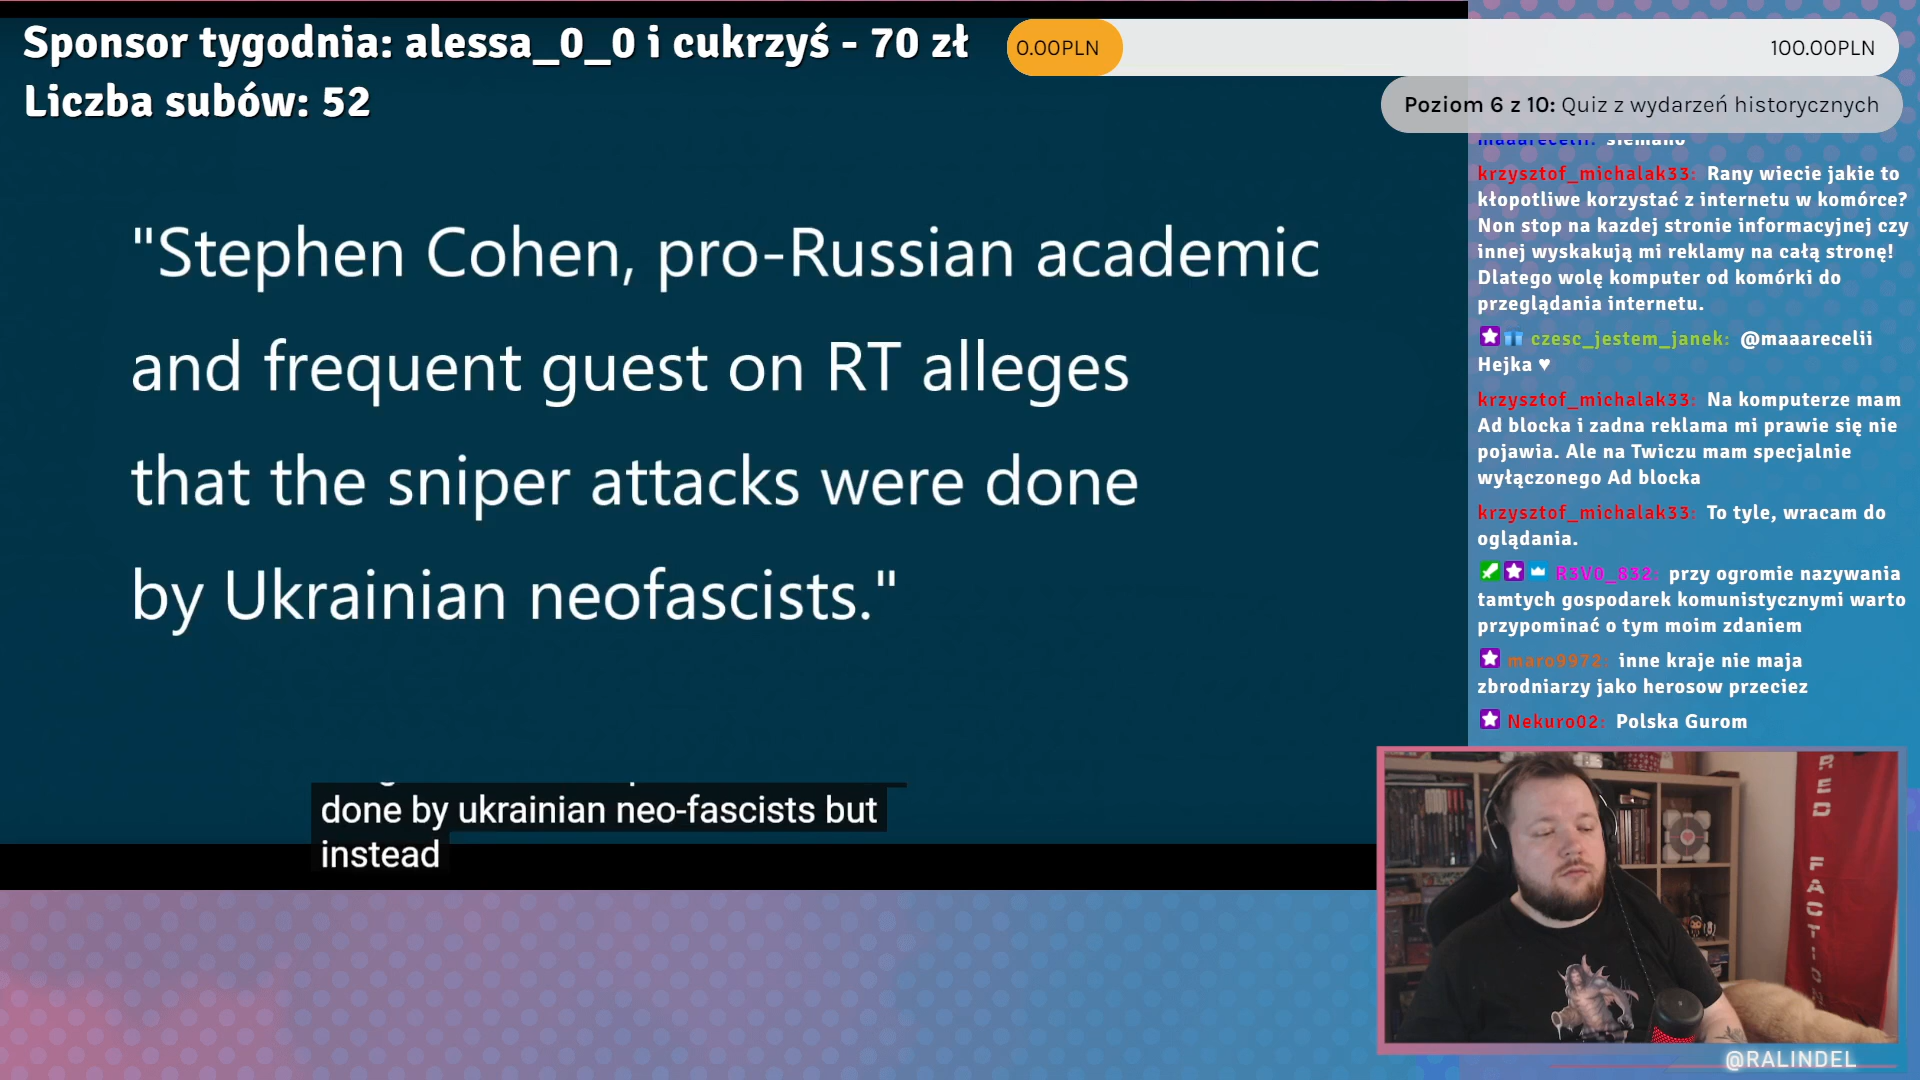 Sponsor tygodnia: alessa_0_0 i cukrzyś - 70 zł
Liczba subów: 52
0.00PLN
100.00PLN
Poziom 6 z 10: Quiz z wydarzeń historycznych
"Stephen Cohen, pro-Russian academic
and frequent guest on RT alleges
that the sniper attacks were done
by Ukrainian neofascists."
done by ukrainian neo-fascists but
instead
maaarecelii: siemano
krzysztof_michalak33: Rany wiecie jakie to
kłopotliwe korzystać z internetu w komórce?
Non stop na kazdej stronie informacyjnej czy
innej wyskakują mi reklamy na całą stronę!
Dlatego wolę komputer od komórki do
przeglądania internetu.
czesc_jestem_janek: @maaarecelii
Hejka ♥
krzysztof_michalak33: Na komputerze mam
Ad blocka i zadna reklama mi prawie się nie
pojawia. Ale na Twiczu mam specjalnie
wyłączonego Ad blocka
krzysztof_michalak33: To tyle, wracam do
oglądania.
R3V0_832: przy ogromie nazywania
tamtych gospodarek komunistycznymi warto
przypominać o tym moim zdaniem
maro9972: inne kraje nie maja
zbrodniarzy jako herosow przeciez
Nekuro02: Polska Gurom
RED FACTION
@RALINDEL